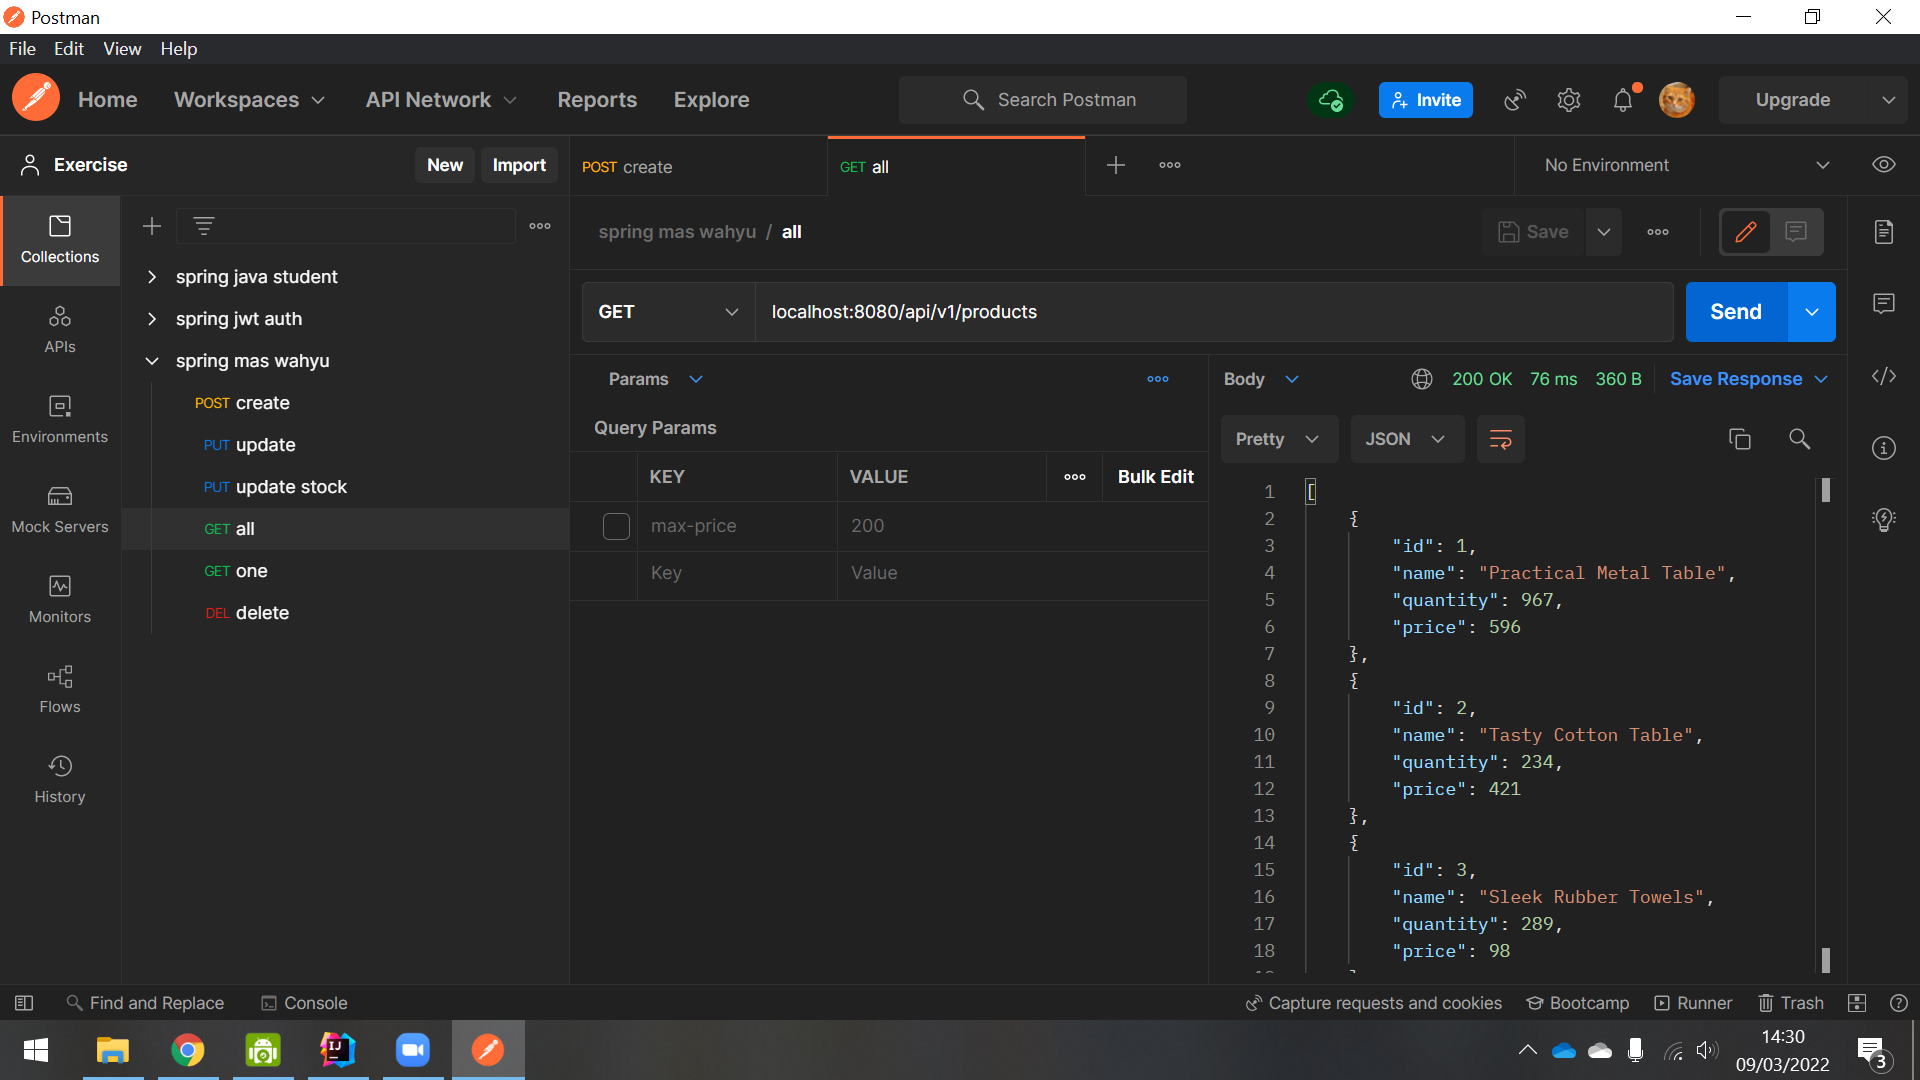 Postman
File Edit View Help
Home Workspaces API Network Reports Explore Search Postman Invite Upgrade
Exercise New Import POST create GET all No Environment
Collections
APIs
Environments
Mock Servers
Monitors
Flows
History
spring java student
spring jwt auth
spring mas wahyu
POST create
PUT update
PUT update stock
GET all
GET one
DEL delete
spring mas wahyu / all Save
GET localhost:8080/api/v1/products Send
Params
Query Params
KEY VALUE Bulk Edit
max-price 200
Key Value
Body 200 OK 76 ms 360 B Save Response
Pretty JSON
1 [
2 {
3 "id": 1,
4 "name": "Practical Metal Table",
5 "quantity": 967,
6 "price": 596
7 },
8 {
9 "id": 2,
10 "name": "Tasty Cotton Table",
11 "quantity": 234,
12 "price": 421
13 },
14 {
15 "id": 3,
16 "name": "Sleek Rubber Towels",
17 "quantity": 289,
18 "price": 98
Find and Replace Console Capture requests and cookies Bootcamp Runner Trash
IJ
14:30
09/03/2022
3